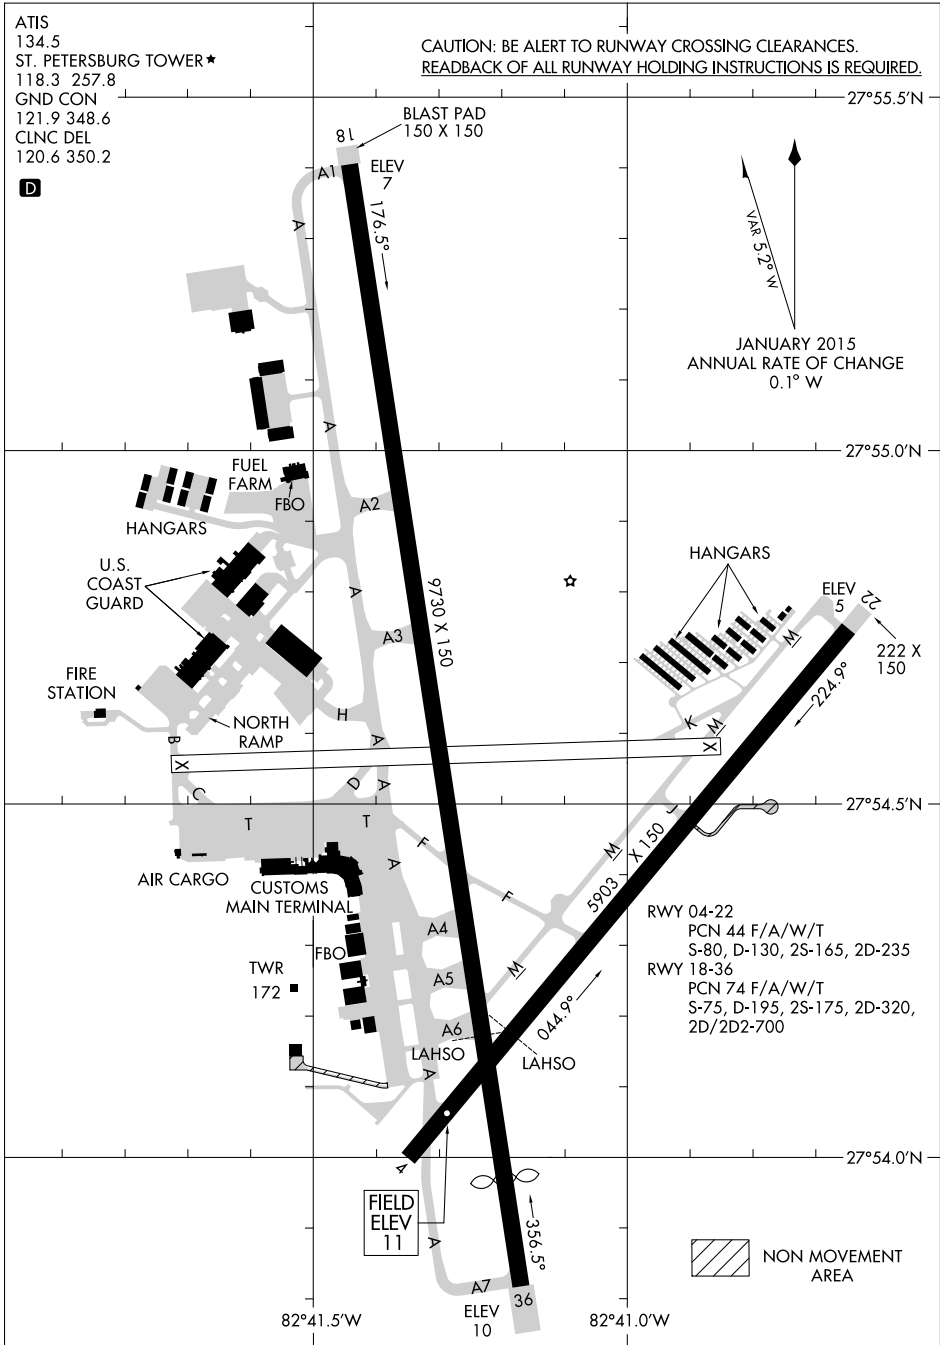 ATIS
134.5
ST. PETERSBURG TOWER★
118.3 257.8
GND CON
121.9 348.6
CLNC DEL
120.6 350.2
D
CAUTION: BE ALERT TO RUNWAY CROSSING CLEARANCES.
READBACK OF ALL RUNWAY HOLDING INSTRUCTIONS IS REQUIRED.
27°55.5'N
BLAST PAD
150 X 150
18
A1
ELEV
7
176.5°
A
VAR 5.2° W
JANUARY 2015
ANNUAL RATE OF CHANGE
0.1° W
A
27°55.0'N
FUEL
FARM
FBO
HANGARS
A2
U.S.
COAST
GUARD
A
9730 X 150
A3
HANGARS
ELEV
5
22
222 X
150
224.9°
M
FIRE
STATION
NORTH
RAMP
H
B
A
K
M
X
X
C
D
A
27°54.5'N
T
T
F
J
A
M
F
5903 X 150
AIR CARGO
CUSTOMS
MAIN TERMINAL
RWY 04-22
PCN 44 F/A/W/T
S-80, D-130, 2S-165, 2D-235
RWY 18-36
PCN 74 F/A/W/T
S-75, D-195, 2S-175, 2D-320,
2D/2D2-700
A4
FBO
TWR
172
A5
M
044.9°
A6
LAHSO
LAHSO
A
27°54.0'N
4
FIELD
ELEV
11
A
356.5°
NON MOVEMENT
AREA
A7
36
ELEV
10
82°41.5'W
82°41.0'W